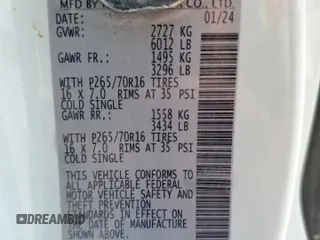 MFD BY CO., LTD.
DATE: 01/24
GVWR: 2727 KG
6012 LB
GAWR FR: 1495 KG
3296 LB
WITH P265/70R16 TIRES
16 X 7.0 RIMS AT 35 PSI
COLD SINGLE
GAWR RR: 1558 KG
3434 LB
WITH P265/70R16 TIRES
16 X 7.0 RIMS AT 35 PSI
COLD SINGLE
THIS VEHICLE CONFORMS TO
ALL APPLICABLE FEDERAL
MOTOR VEHICLE SAFETY
AND THEFT PREVENTION
STANDARDS IN EFFECT ON
THE DATE OF MANUFACTURE
SHOWN ABOVE.
DREAMBID